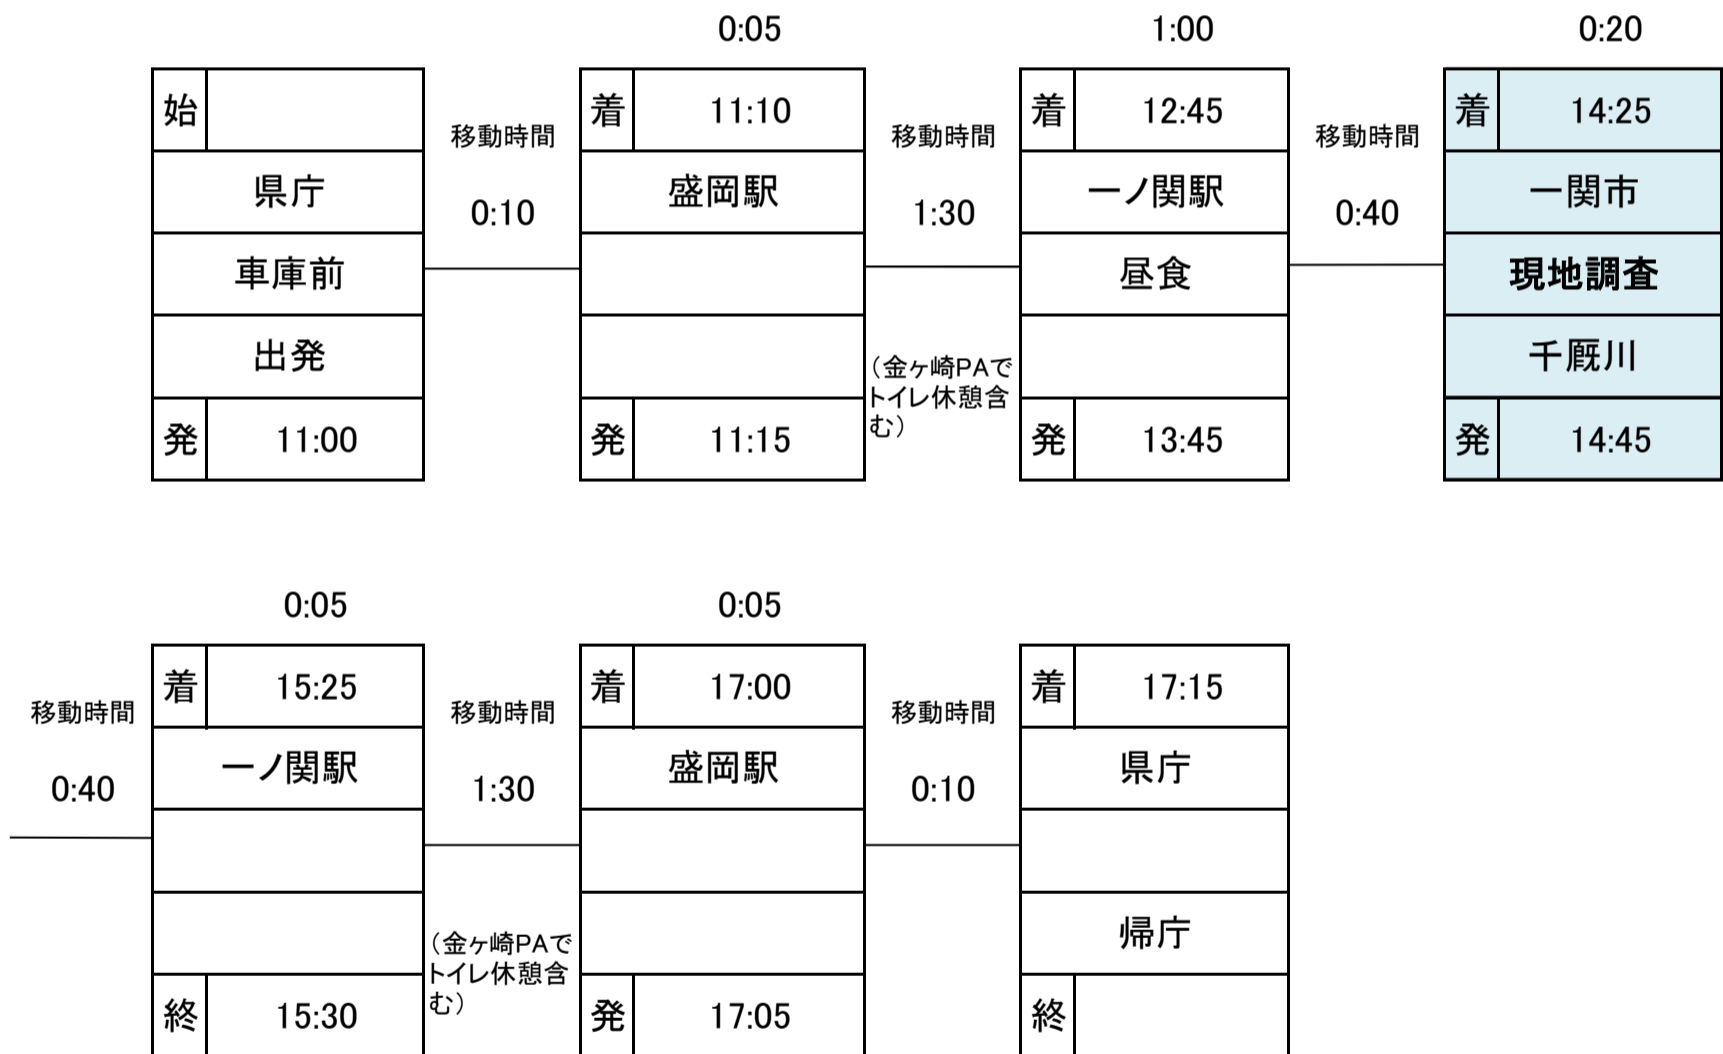 0:05
1:00
0:20
始
県庁
車庫前
出発
発 11:00
移動時間
0:10
着 11:10
盛岡駅
発 11:15
移動時間
1:30
（金ヶ崎PAで
トイレ休憩含
む）
着 12:45
一ノ関駅
昼食
発 13:45
移動時間
0:40
着 14:25
一関市
現地調査
千厩川
発 14:45
0:05
0:05
移動時間
0:40
着 15:25
一ノ関駅
終 15:30
移動時間
1:30
（金ヶ崎PAで
トイレ休憩含
む）
着 17:00
盛岡駅
発 17:05
移動時間
0:10
着 17:15
県庁
帰庁
終